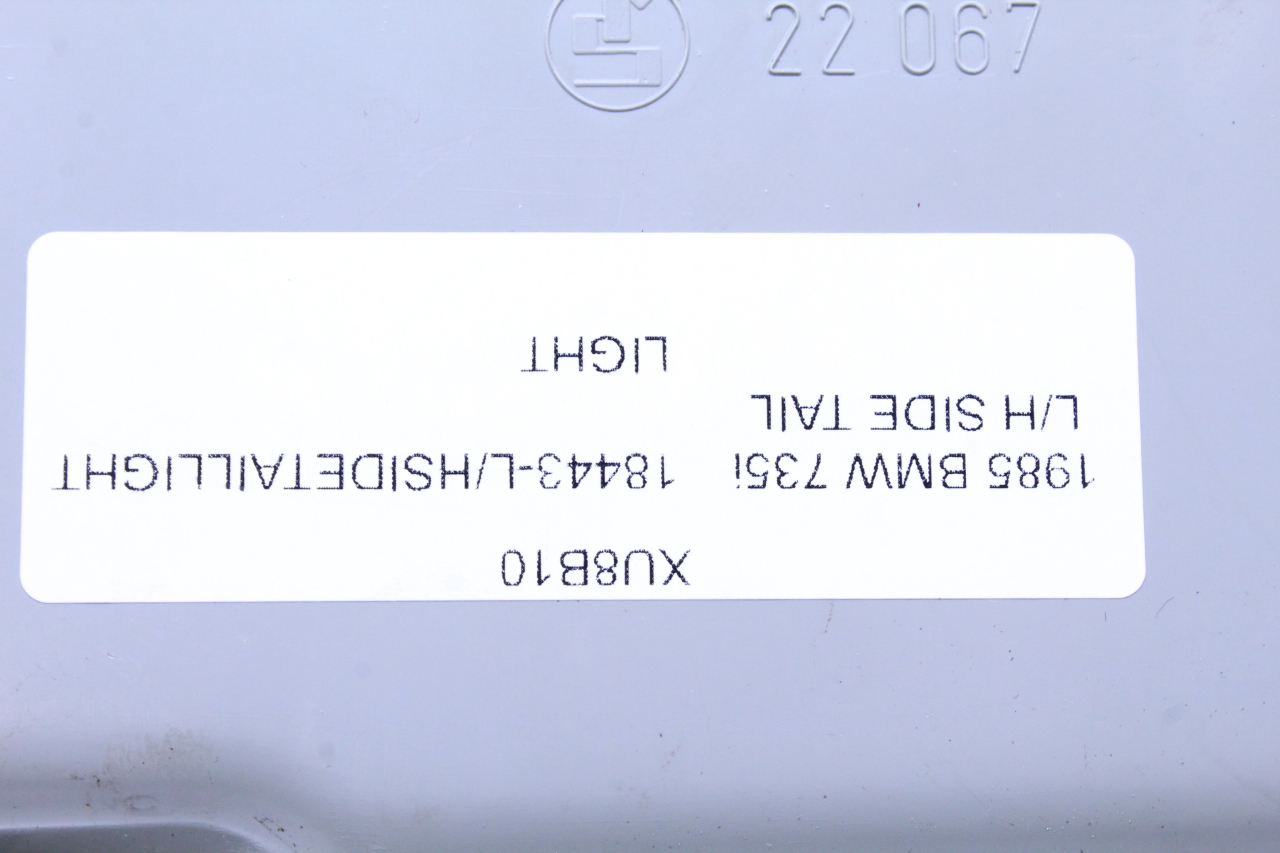 22 067
XU8B10
1985 BMW 735i 18443-L/HSIDETAILLIGHT
L/H SIDE TAIL
LIGHT